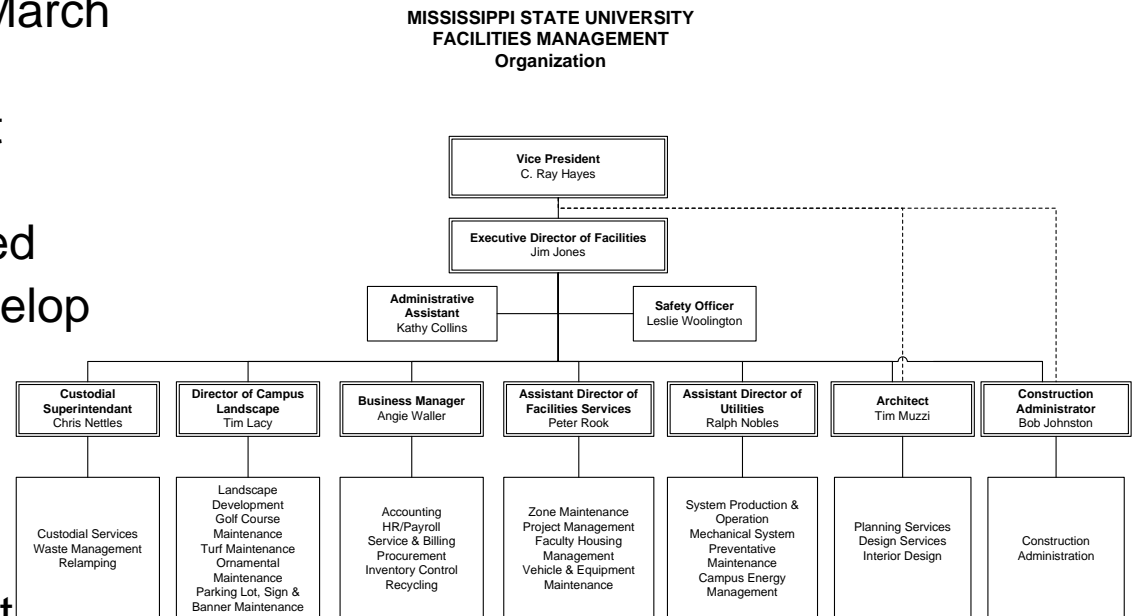 March
MISSISSIPPI STATE UNIVERSITY
FACILITIES MANAGEMENT
Organization
Vice President
C. Ray Hayes
ed
Executive Director of Facilities
Jim Jones
elop
Administrative
Assistant
Kathy Collins
Safety Officer
Leslie Woolington
Custodial
Superintendant
Chris Nettles
Director of Campus
Landscape
Tim Lacy
Business Manager
Angie Waller
Assistant Director of
Facilities Services
Peter Rook
Assistant Director of
Utilities
Ralph Nobles
Architect
Tim Muzzi
Construction
Administrator
Bob Johnston
Custodial Services
Waste Management
Relamping
Landscape
Development
Golf Course
Maintenance
Turf Maintenance
Ornamental
Maintenance
Parking Lot, Sign &
Banner Maintenance
Accounting
HR/Payroll
Service & Billing
Procurement
Inventory Control
Recycling
Zone Maintenance
Project Management
Faculty Housing
Management
Vehicle & Equipment
Maintenance
System Production &
Operation
Mechanical System
Preventative
Maintenance
Campus Energy
Management
Planning Services
Design Services
Interior Design
Construction
Administration
t